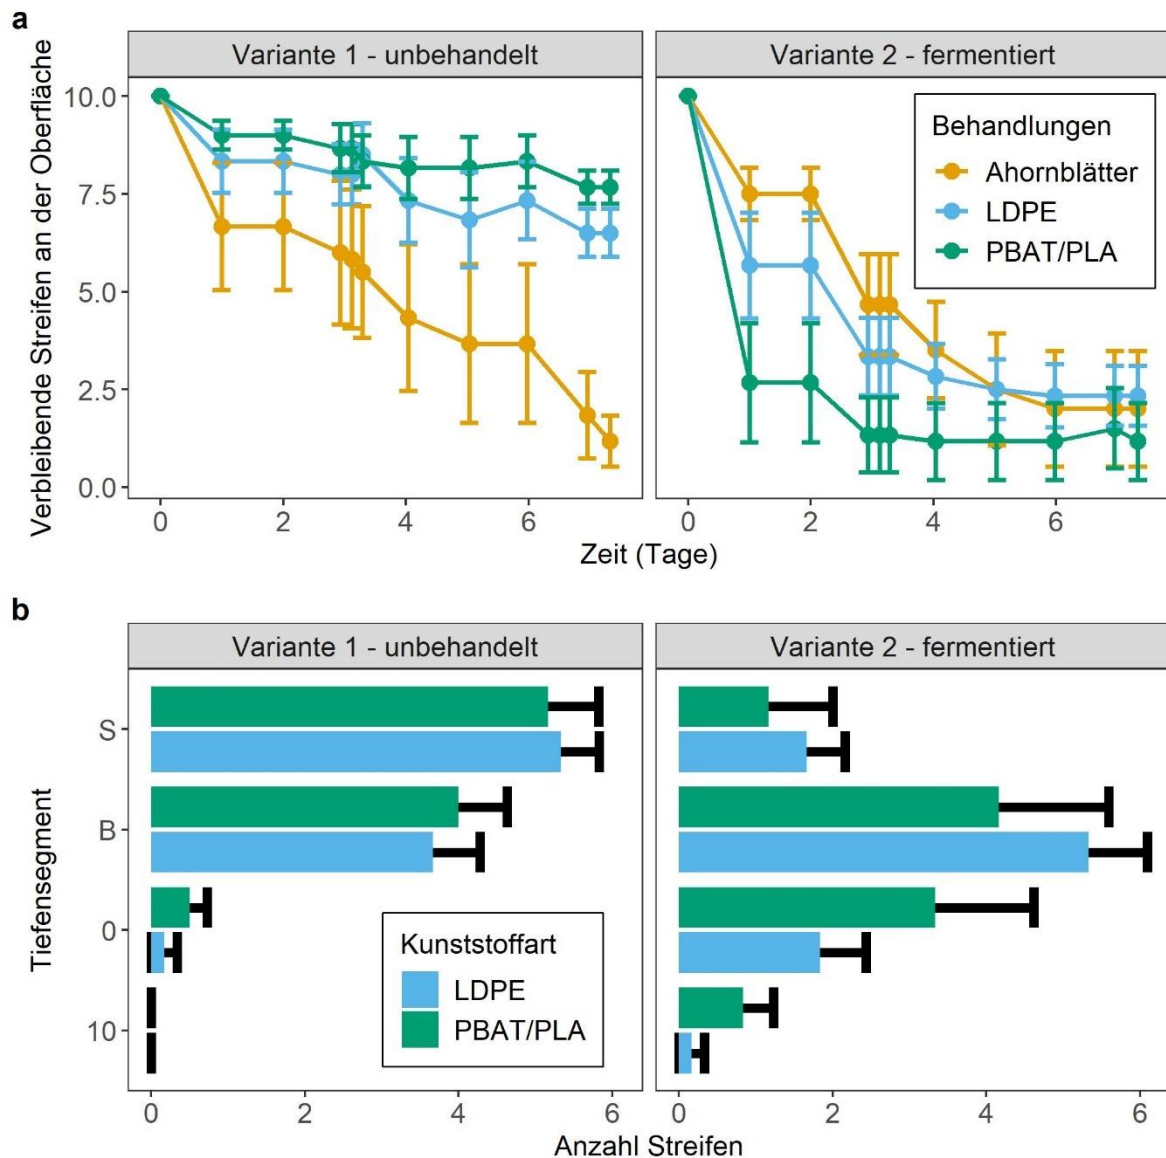 a
Variante 1 - unbehandelt
Variante 2 - fermentiert
Verbleibende Streifen an der Oberfläche
10.0
7.5
5.0
2.5
0.0
Behandlungen
Ahornblätter
LDPE
PBAT/PLA
0 2 4 6
0 2 4 6
Zeit (Tage)
b
Variante 1 - unbehandelt
Variante 2 - fermentiert
Tiefensegment
S
B
0
10
Kunststoffart
LDPE
PBAT/PLA
0 2 4 6
0 2 4 6
Anzahl Streifen